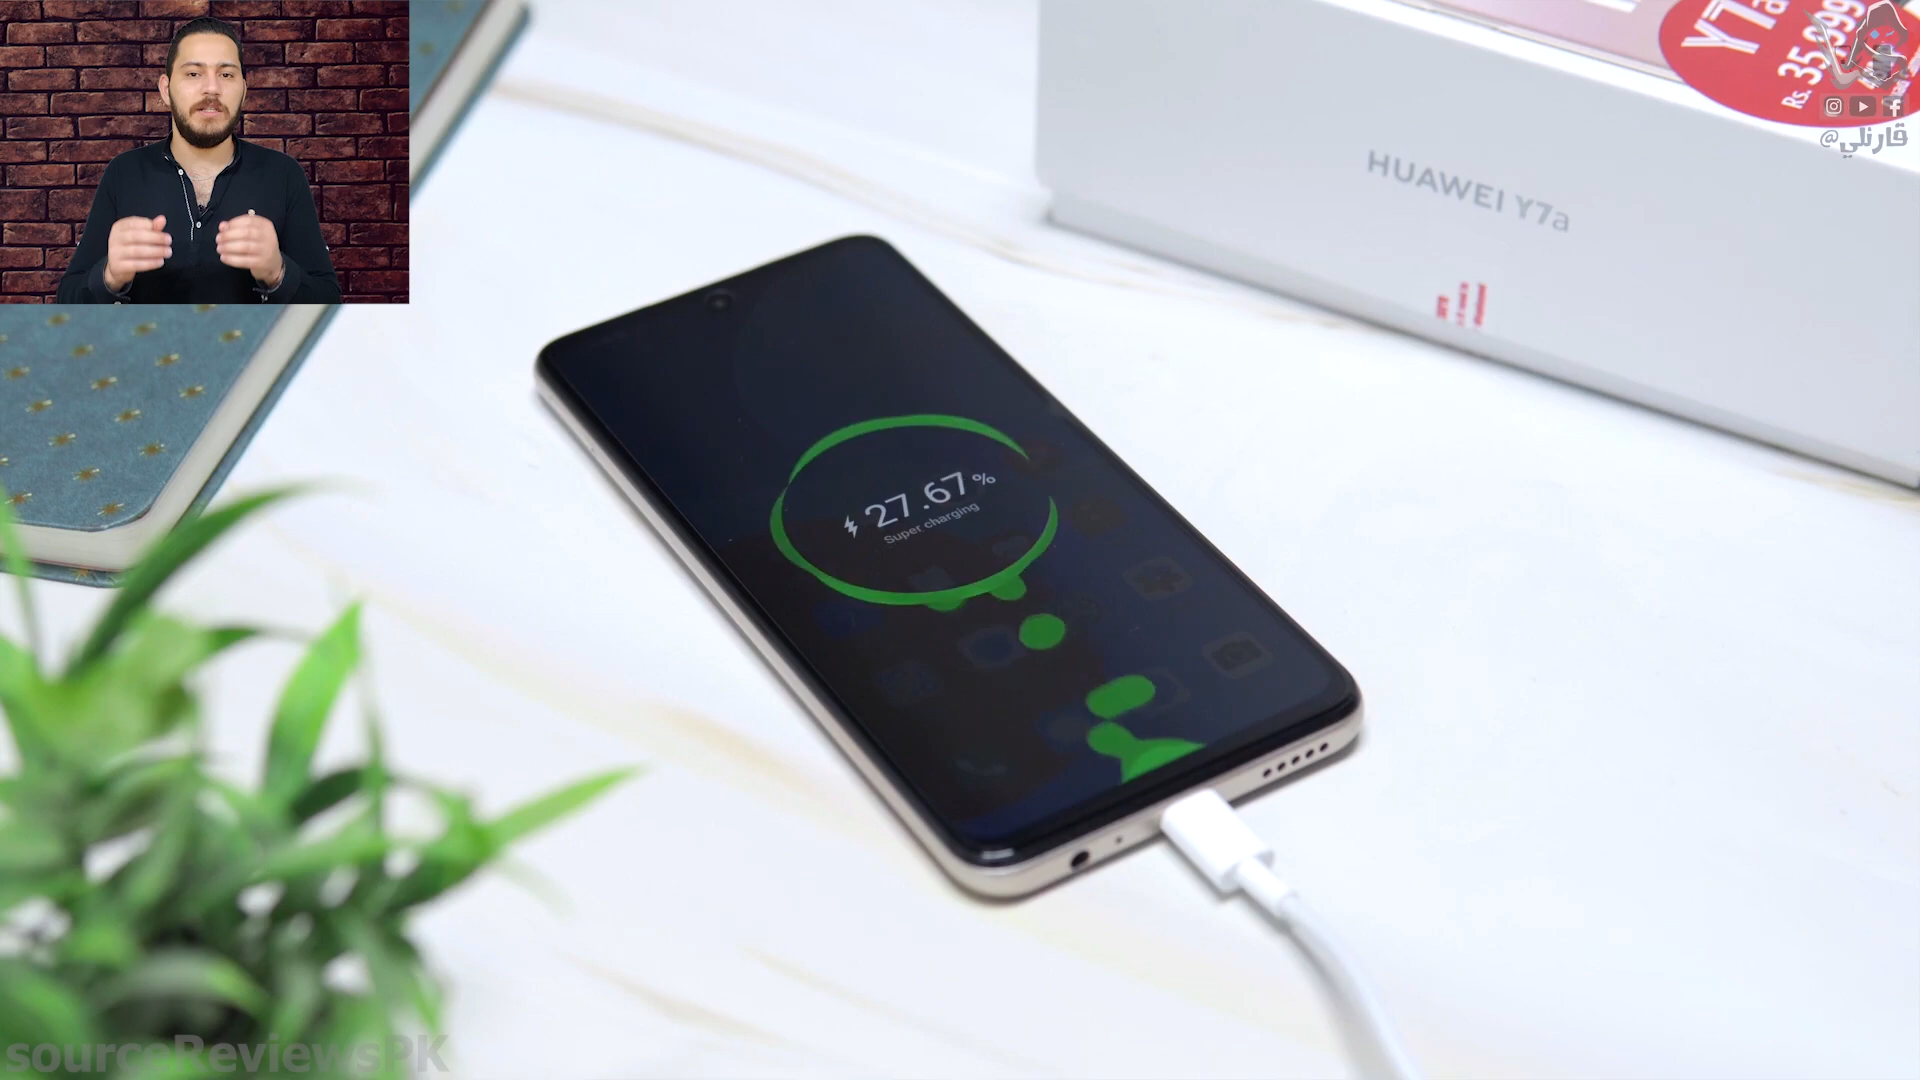 Y7a
Rs. 35,999
@قارنلي
HUAWEI Y7a
27.67%
Super charging
sourceReviewsPK